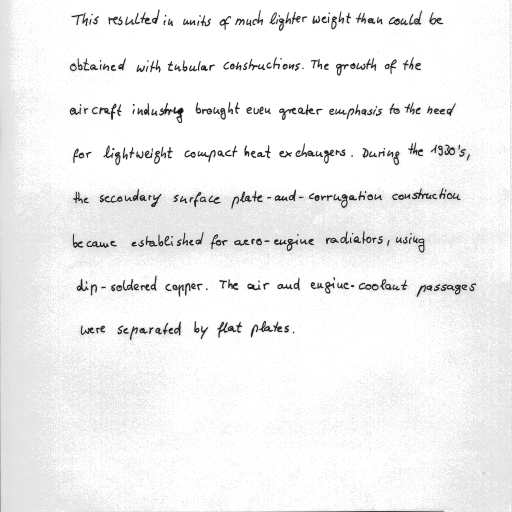 This resulted in units of much lighter weight than could be
obtained with tubular constructions. The growth of the
aircraft industry brought even greater emphasis to the need
for lightweight compact heat exchangers. During the 1930's,
the secondary surface plate-and-corrugation construction
became established for aero-engine radiators, using
dip-soldered copper. The air and engine-coolant passages
were separated by flat plates.